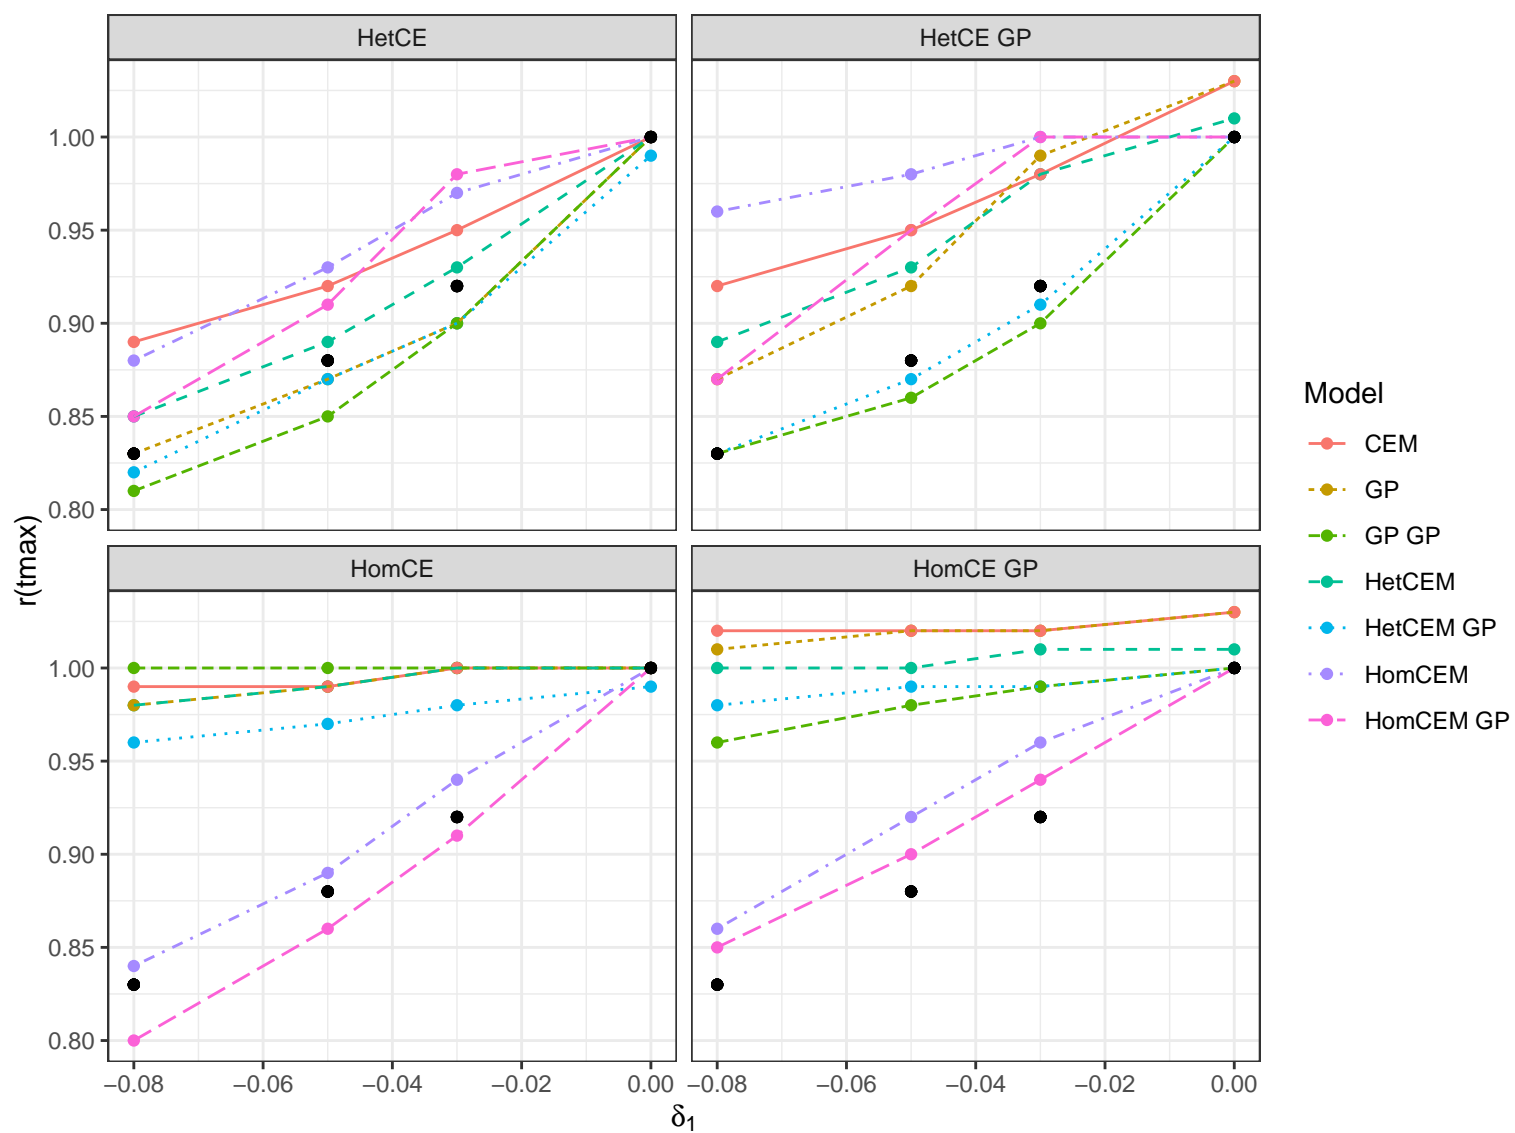 HetCE
HetCE GP
1.00
0.95
0.90
0.85
0.80
HomCE
HomCE GP
1.00
0.95
0.90
0.85
0.80
−0.08
−0.06
−0.04
−0.02
0.00
−0.08
−0.06
−0.04
−0.02
0.00
r(tmax)
δ1
Model
CEM
GP
GP GP
HetCEM
HetCEM GP
HomCEM
HomCEM GP